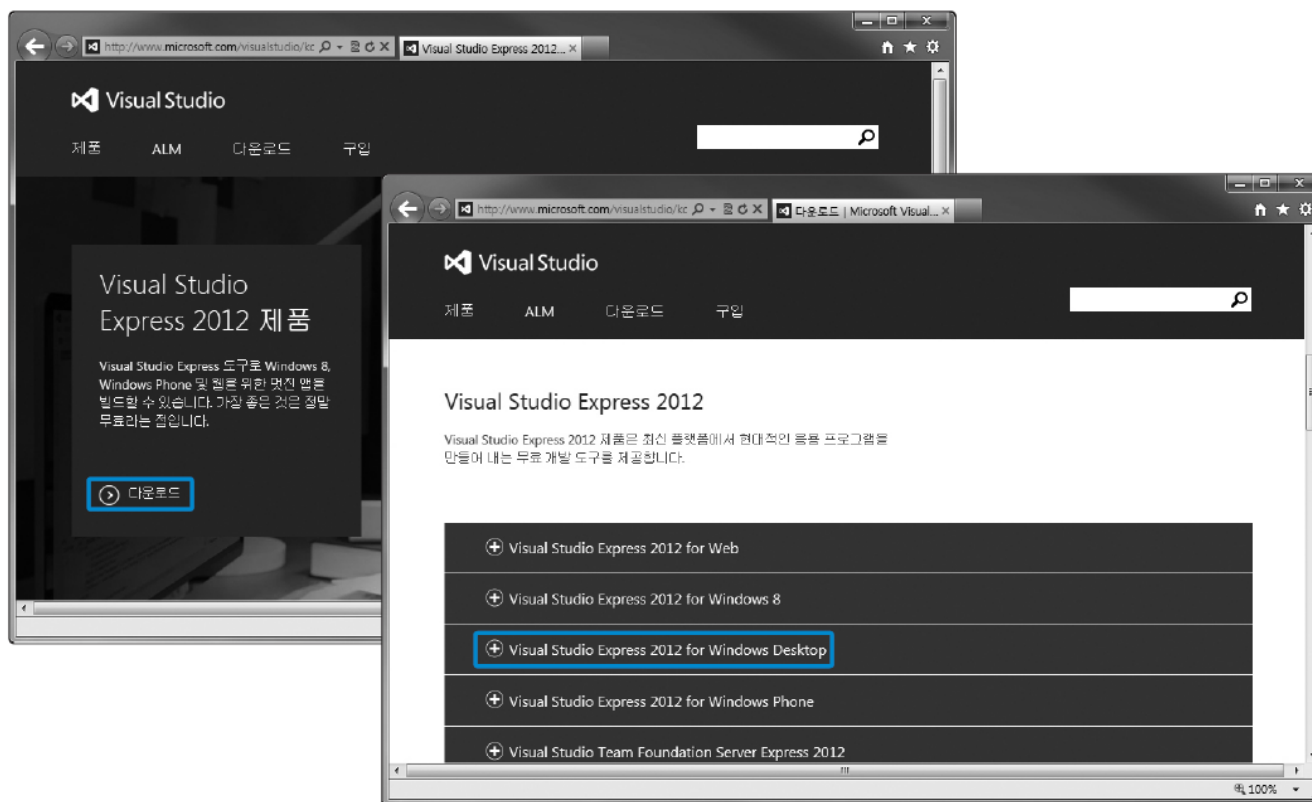 http://www.microsoft.com/visualstudio/kc
Visual Studio Express 2012...
Visual Studio
제품 ALM 다운로드 구입
Visual Studio
Express 2012 제품
Visual Studio Express 도구로 Windows 8,
Windows Phone 및 웹을 위한 멋진 앱을
빌드할 수 있습니다. 가장 좋은 것은 정말
무료라는 점입니다.
다운로드
http://www.microsoft.com/visualstudio/kc
다운로드 | Microsoft Visual...
Visual Studio
제품 ALM 다운로드 구입
Visual Studio Express 2012
Visual Studio Express 2012 제품은 최신 플랫폼에서 현대적인 응용 프로그램을
만들어 내는 무료 개발 도구를 제공합니다.
Visual Studio Express 2012 for Web
Visual Studio Express 2012 for Windows 8
Visual Studio Express 2012 for Windows Desktop
Visual Studio Express 2012 for Windows Phone
Visual Studio Team Foundation Server Express 2012
100%